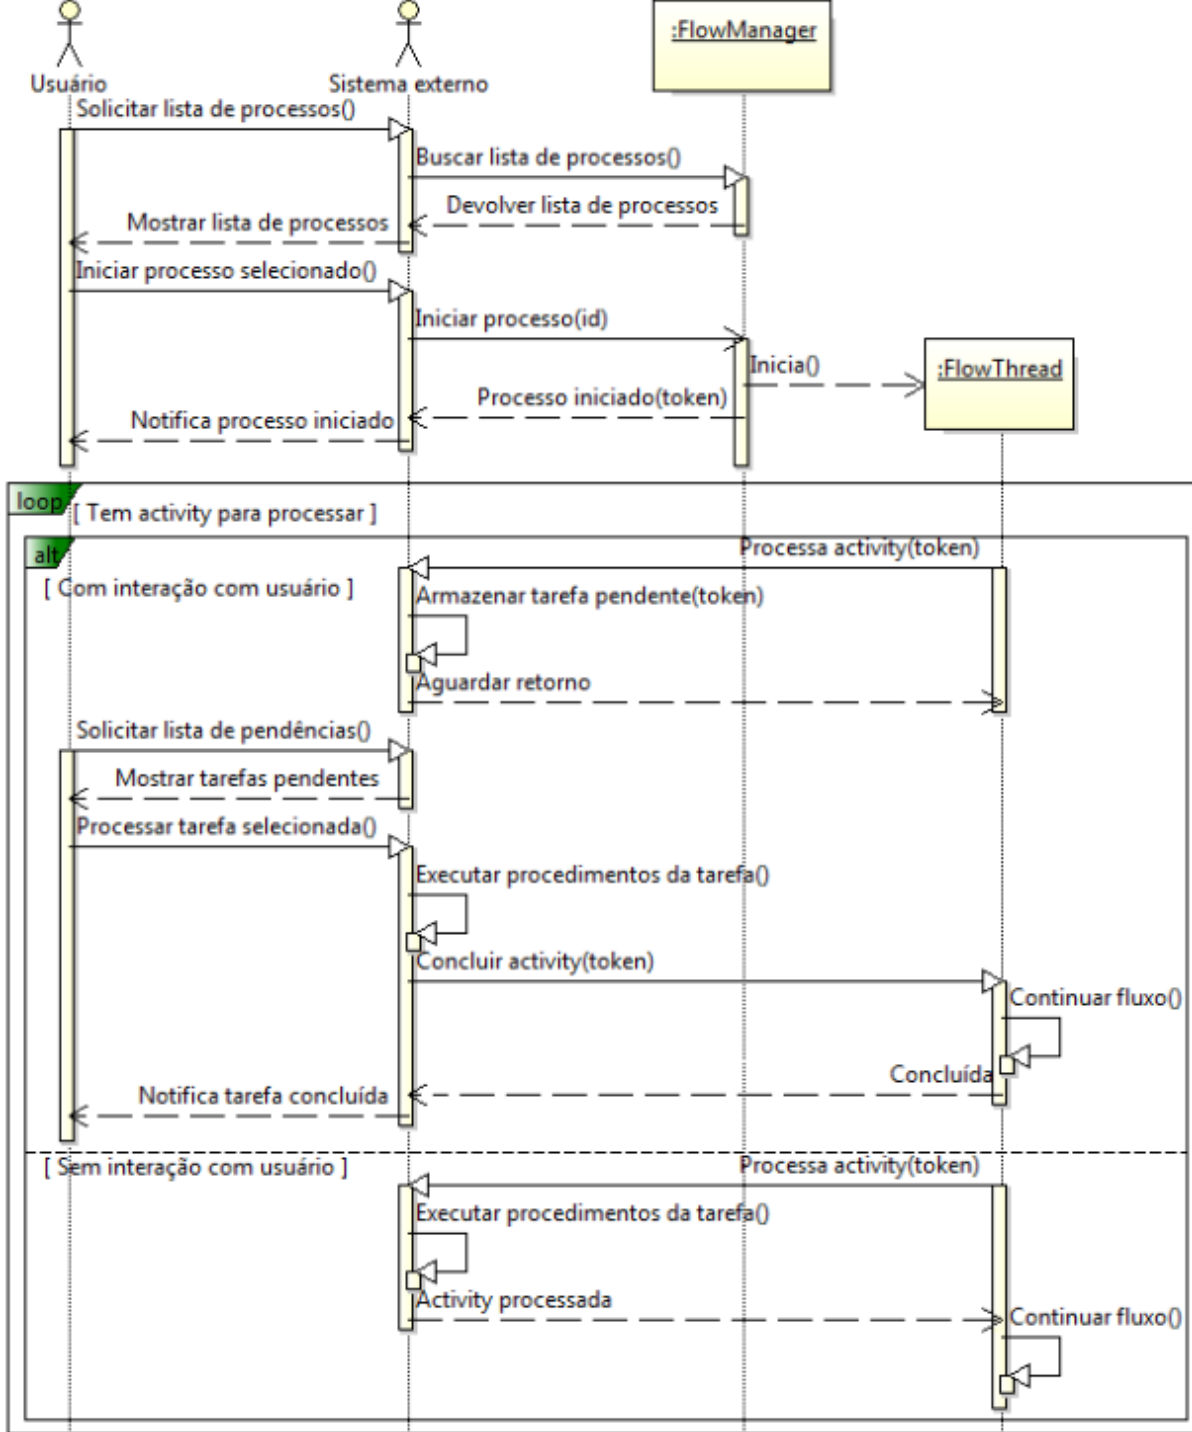 :FlowManager
Usuário
Sistema externo
Solicitar lista de processos()
Buscar lista de processos()
Devolver lista de processos
Mostrar lista de processos
Iniciar processo selecionado()
Iniciar processo(id)
Inicia()
:FlowThread
Processo iniciado(token)
Notifica processo iniciado
loop
[ Tem activity para processar ]
alt
Processa activity(token)
[ Com interação com usuário ]
Armazenar tarefa pendente(token)
Aguardar retorno
Solicitar lista de pendências()
Mostrar tarefas pendentes
Processar tarefa selecionada()
Executar procedimentos da tarefa()
Concluir activity(token)
Continuar fluxo()
Concluída
Notifica tarefa concluída
[ Sem interação com usuário ]
Processa activity(token)
Executar procedimentos da tarefa()
Activity processada
Continuar fluxo()